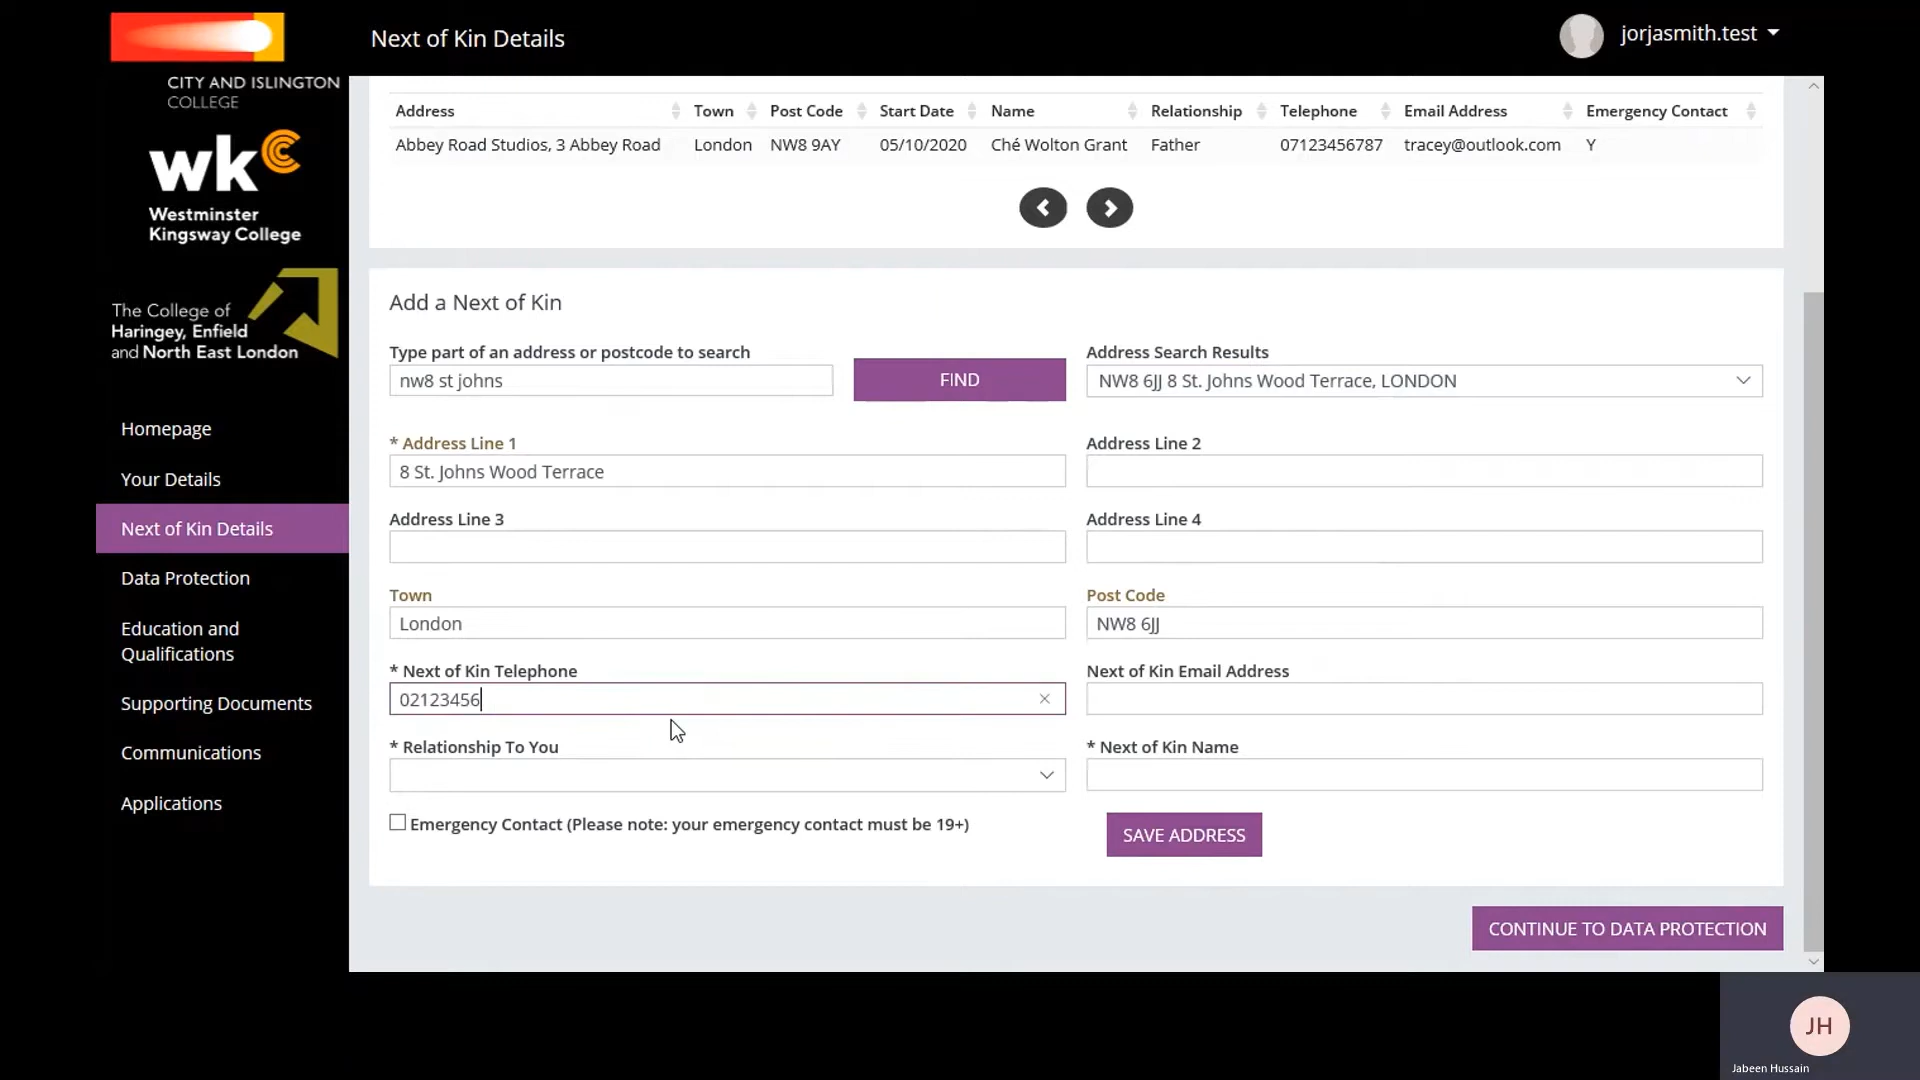 Next of Kin Details
jorjasmith.test
CITY AND ISLINGTON
COLLEGE
wkc
Westminster
Kingsway College
The College of
Haringey, Enfield
and North East London
Homepage
Your Details
Next of Kin Details
Data Protection
Education and
Qualifications
Supporting Documents
Communications
Applications
Address Town Post Code Start Date Name Relationship Telephone Email Address Emergency Contact
Abbey Road Studios, 3 Abbey Road London NW8 9AY 05/10/2020 Ché Wolton Grant Father 07123456787 tracey@outlook.com Y
Add a Next of Kin
Type part of an address or postcode to search
nw8 st johns
FIND
Address Search Results
NW8 6JJ 8 St. Johns Wood Terrace, LONDON
* Address Line 1
8 St. Johns Wood Terrace
Address Line 2
Address Line 3
Address Line 4
Town
London
Post Code
NW8 6JJ
* Next of Kin Telephone
02123456
Next of Kin Email Address
* Relationship To You
* Next of Kin Name
Emergency Contact (Please note: your emergency contact must be 19+)
SAVE ADDRESS
CONTINUE TO DATA PROTECTION
JH
Jabeen Hussain